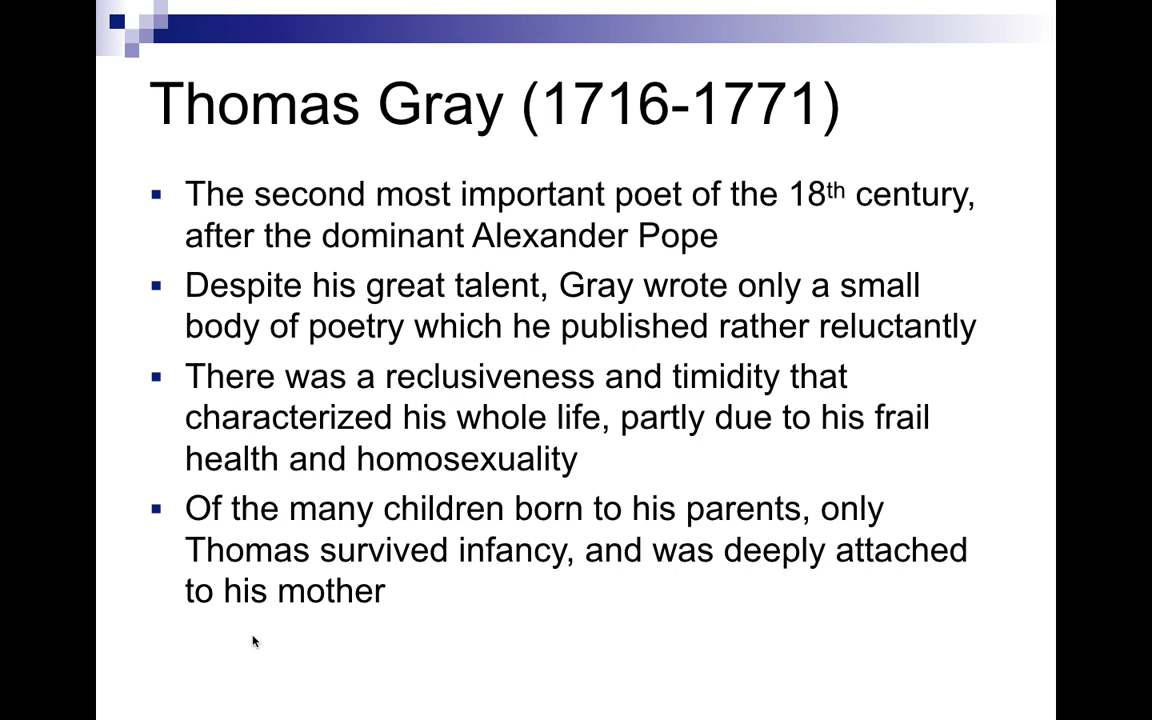 Thomas Gray (1716-1771)
▪ The second most important poet of the 18th century,
after the dominant Alexander Pope
▪ Despite his great talent, Gray wrote only a small
body of poetry which he published rather reluctantly
▪ There was a reclusiveness and timidity that
characterized his whole life, partly due to his frail
health and homosexuality
▪ Of the many children born to his parents, only
Thomas survived infancy, and was deeply attached
to his mother